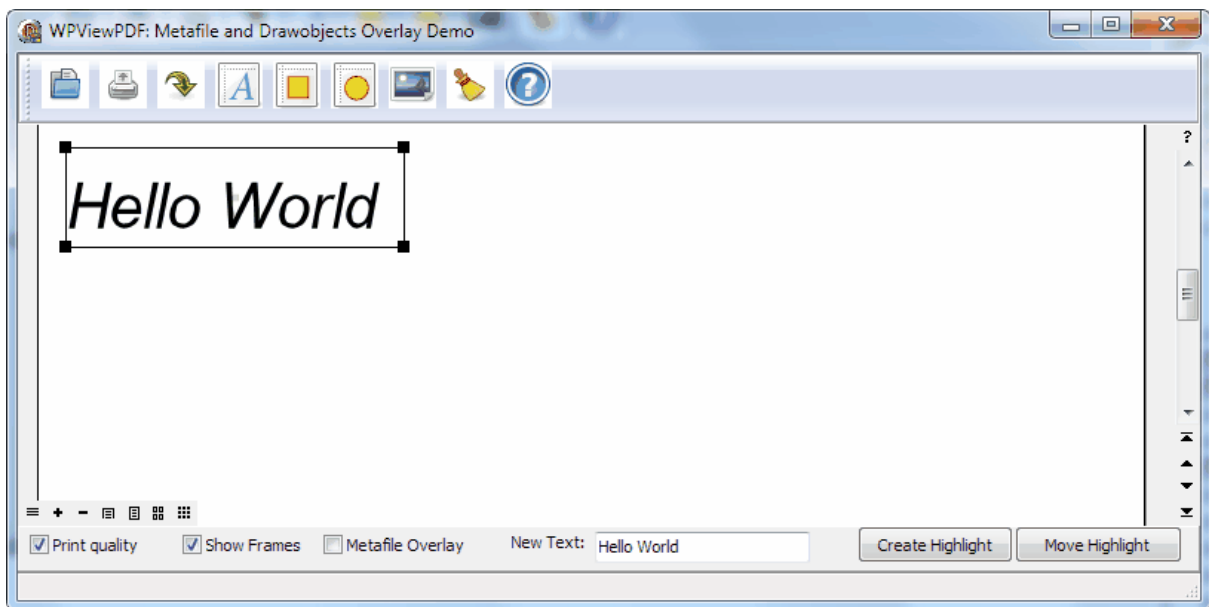 WPViewPDF: Metafile and Drawobjects Overlay Demo
A
?
?
Hello World
Print quality
Show Frames
Metafile Overlay
New Text:
Hello World
Create Highlight
Move Highlight